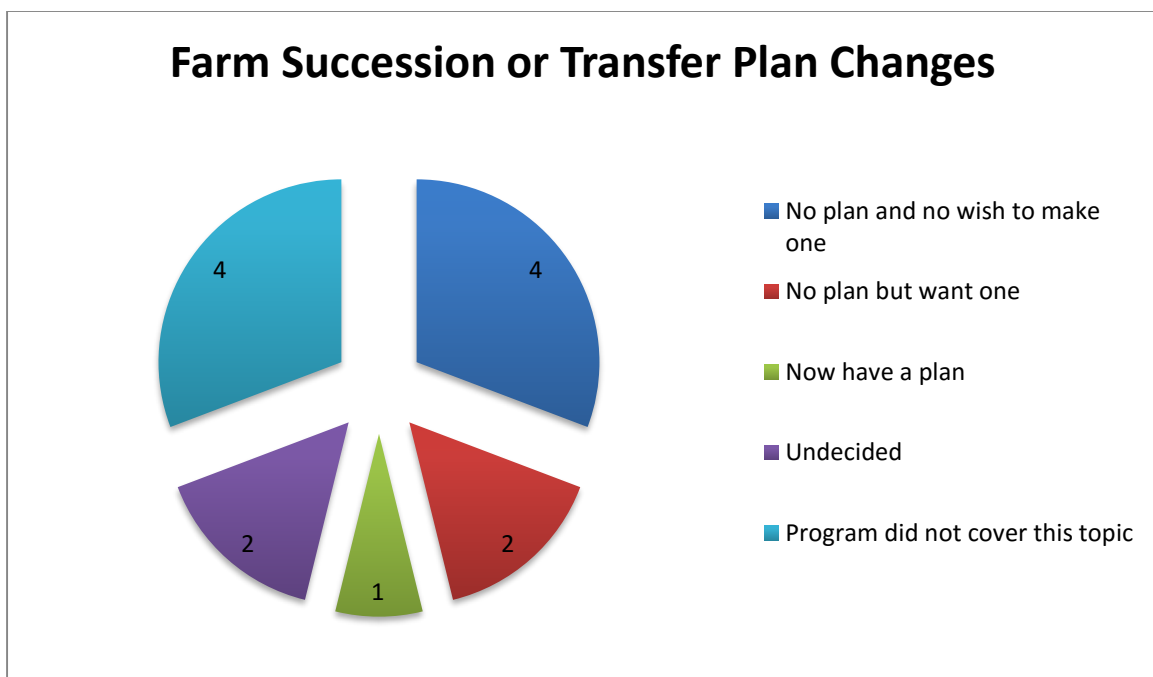 Farm Succession or Transfer Plan Changes
4
4
2
2
1
No plan and no wish to make
one
No plan but want one
Now have a plan
Undecided
Program did not cover this topic